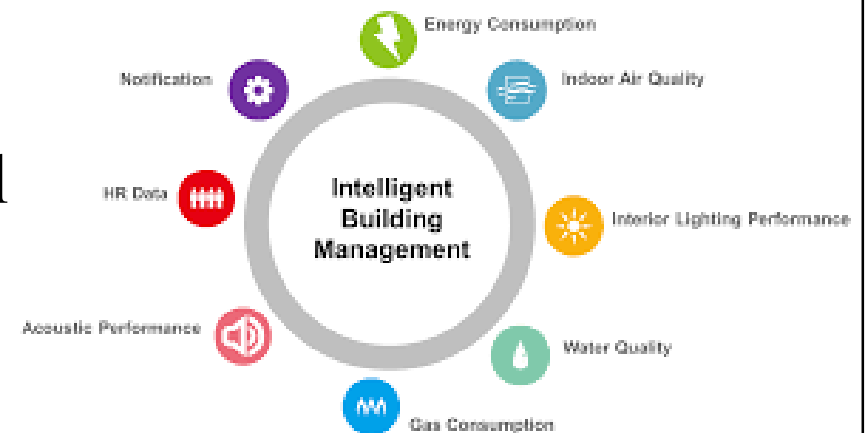 Energy Consumption
Notification
Indoor Air Quality
HR Data
Intelligent
Building
Management
Interior Lighting Performance
Acoustic Performance
Water Quality
Gas Consumption